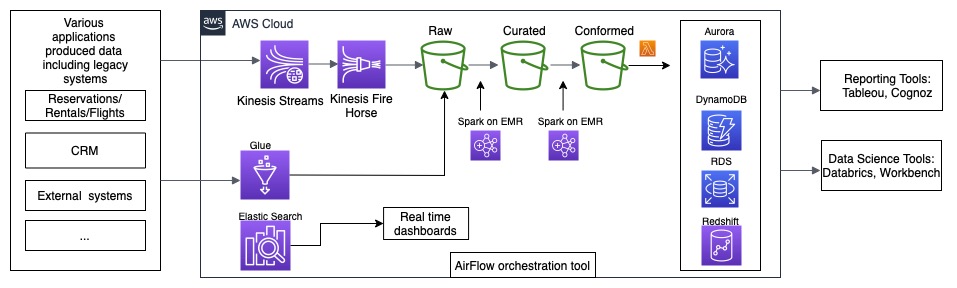 Various
applications
produced data
including legacy
systems
Reservations/
Rentals/Flights
CRM
External systems
...
aws
AWS Cloud
Kinesis Streams
Kinesis Fire
Horse
Raw
Curated
Conformed
Spark on EMR
Spark on EMR
Glue
Elastic Search
Real time
dashboards
AirFlow orchestration tool
Aurora
DynamoDB
RDS
Redshift
Reporting Tools:
Tableou, Cognoz
Data Science Tools:
Databrics, Workbench